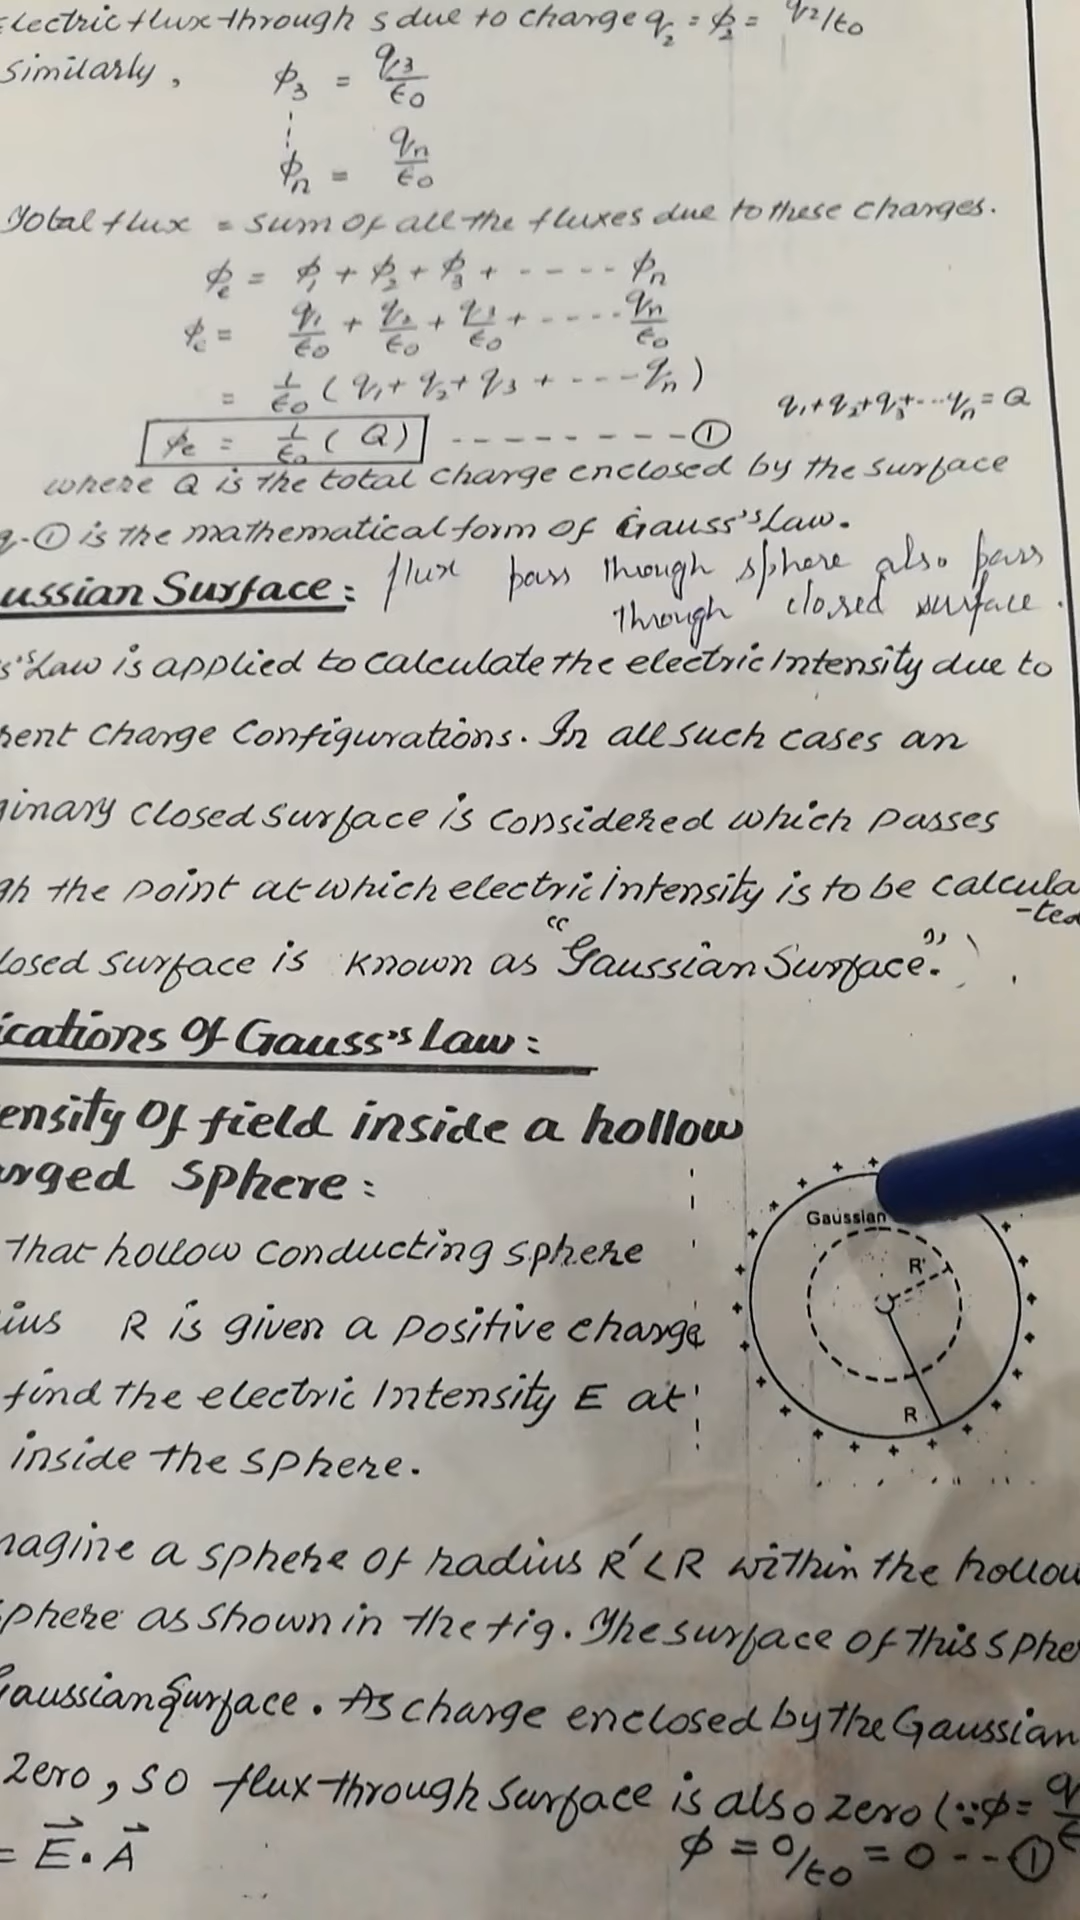 electric flux through s due to charge q₂ = ϕ₂ = q₂/ϵ₀
Similarly, ϕ₃ = q₃/ϵ₀
⋮
ϕₙ = qₙ/ϵ₀
Total flux = sum of all the fluxes due to these charges.
ϕₑ = ϕ₁ + ϕ₂ + ϕ₃ + ----- ϕₙ
ϕₑ = q₁/ϵ₀ + q₂/ϵ₀ + q₃/ϵ₀ + ----- qₙ/ϵ₀
= 1/ϵ₀ ( q₁ + q₂ + q₃ + ---- qₙ )
q₁+q₂+q₃+---qₙ = Q
ϕₑ = 1/ϵ₀ ( Q ) --------- ①
where Q is the total charge enclosed by the surface
q-① is the mathematical form of Gauss's Law.
ussian Surface: flux pass through sphere also pass
through closed surface.
s's Law is applied to calculate the electric Intensity due to
rent Charge Configurations. In all such cases an
ginary Closed Surface is Considered which Passes
gh the Point at which electric intensity is to be calcula
-ted
losed surface is known as "Gaussian Surface."
ications Of Gauss's Law:
ensity Of field inside a hollow
arged Sphere:
Gaussian
R'
R
That hollow Conducting sphere
ius R is given a Positive charge
find the electric Intensity E at
inside the Sphere.
magine a sphere of radius R' < R within the hollow
sphere as shown in the fig. The surface of this Sphe
Gaussian Surface. As charge enclosed by the Gaussian
zero, so flux through surface is also zero (∵ ϕ = q/ϵ
= E⃗ . A⃗ ϕ = 0/ϵ₀ = 0 --- ①